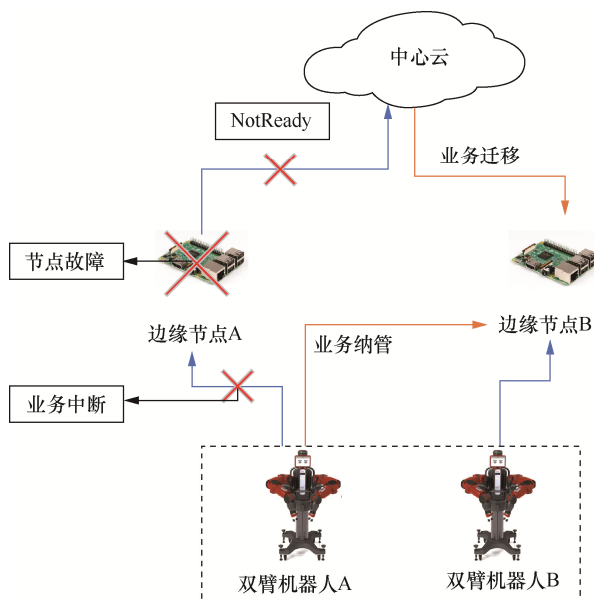 中心云
NotReady
业务迁移
节点故障
边缘节点A
业务纳管
边缘节点B
业务中断
双臂机器人A
双臂机器人B